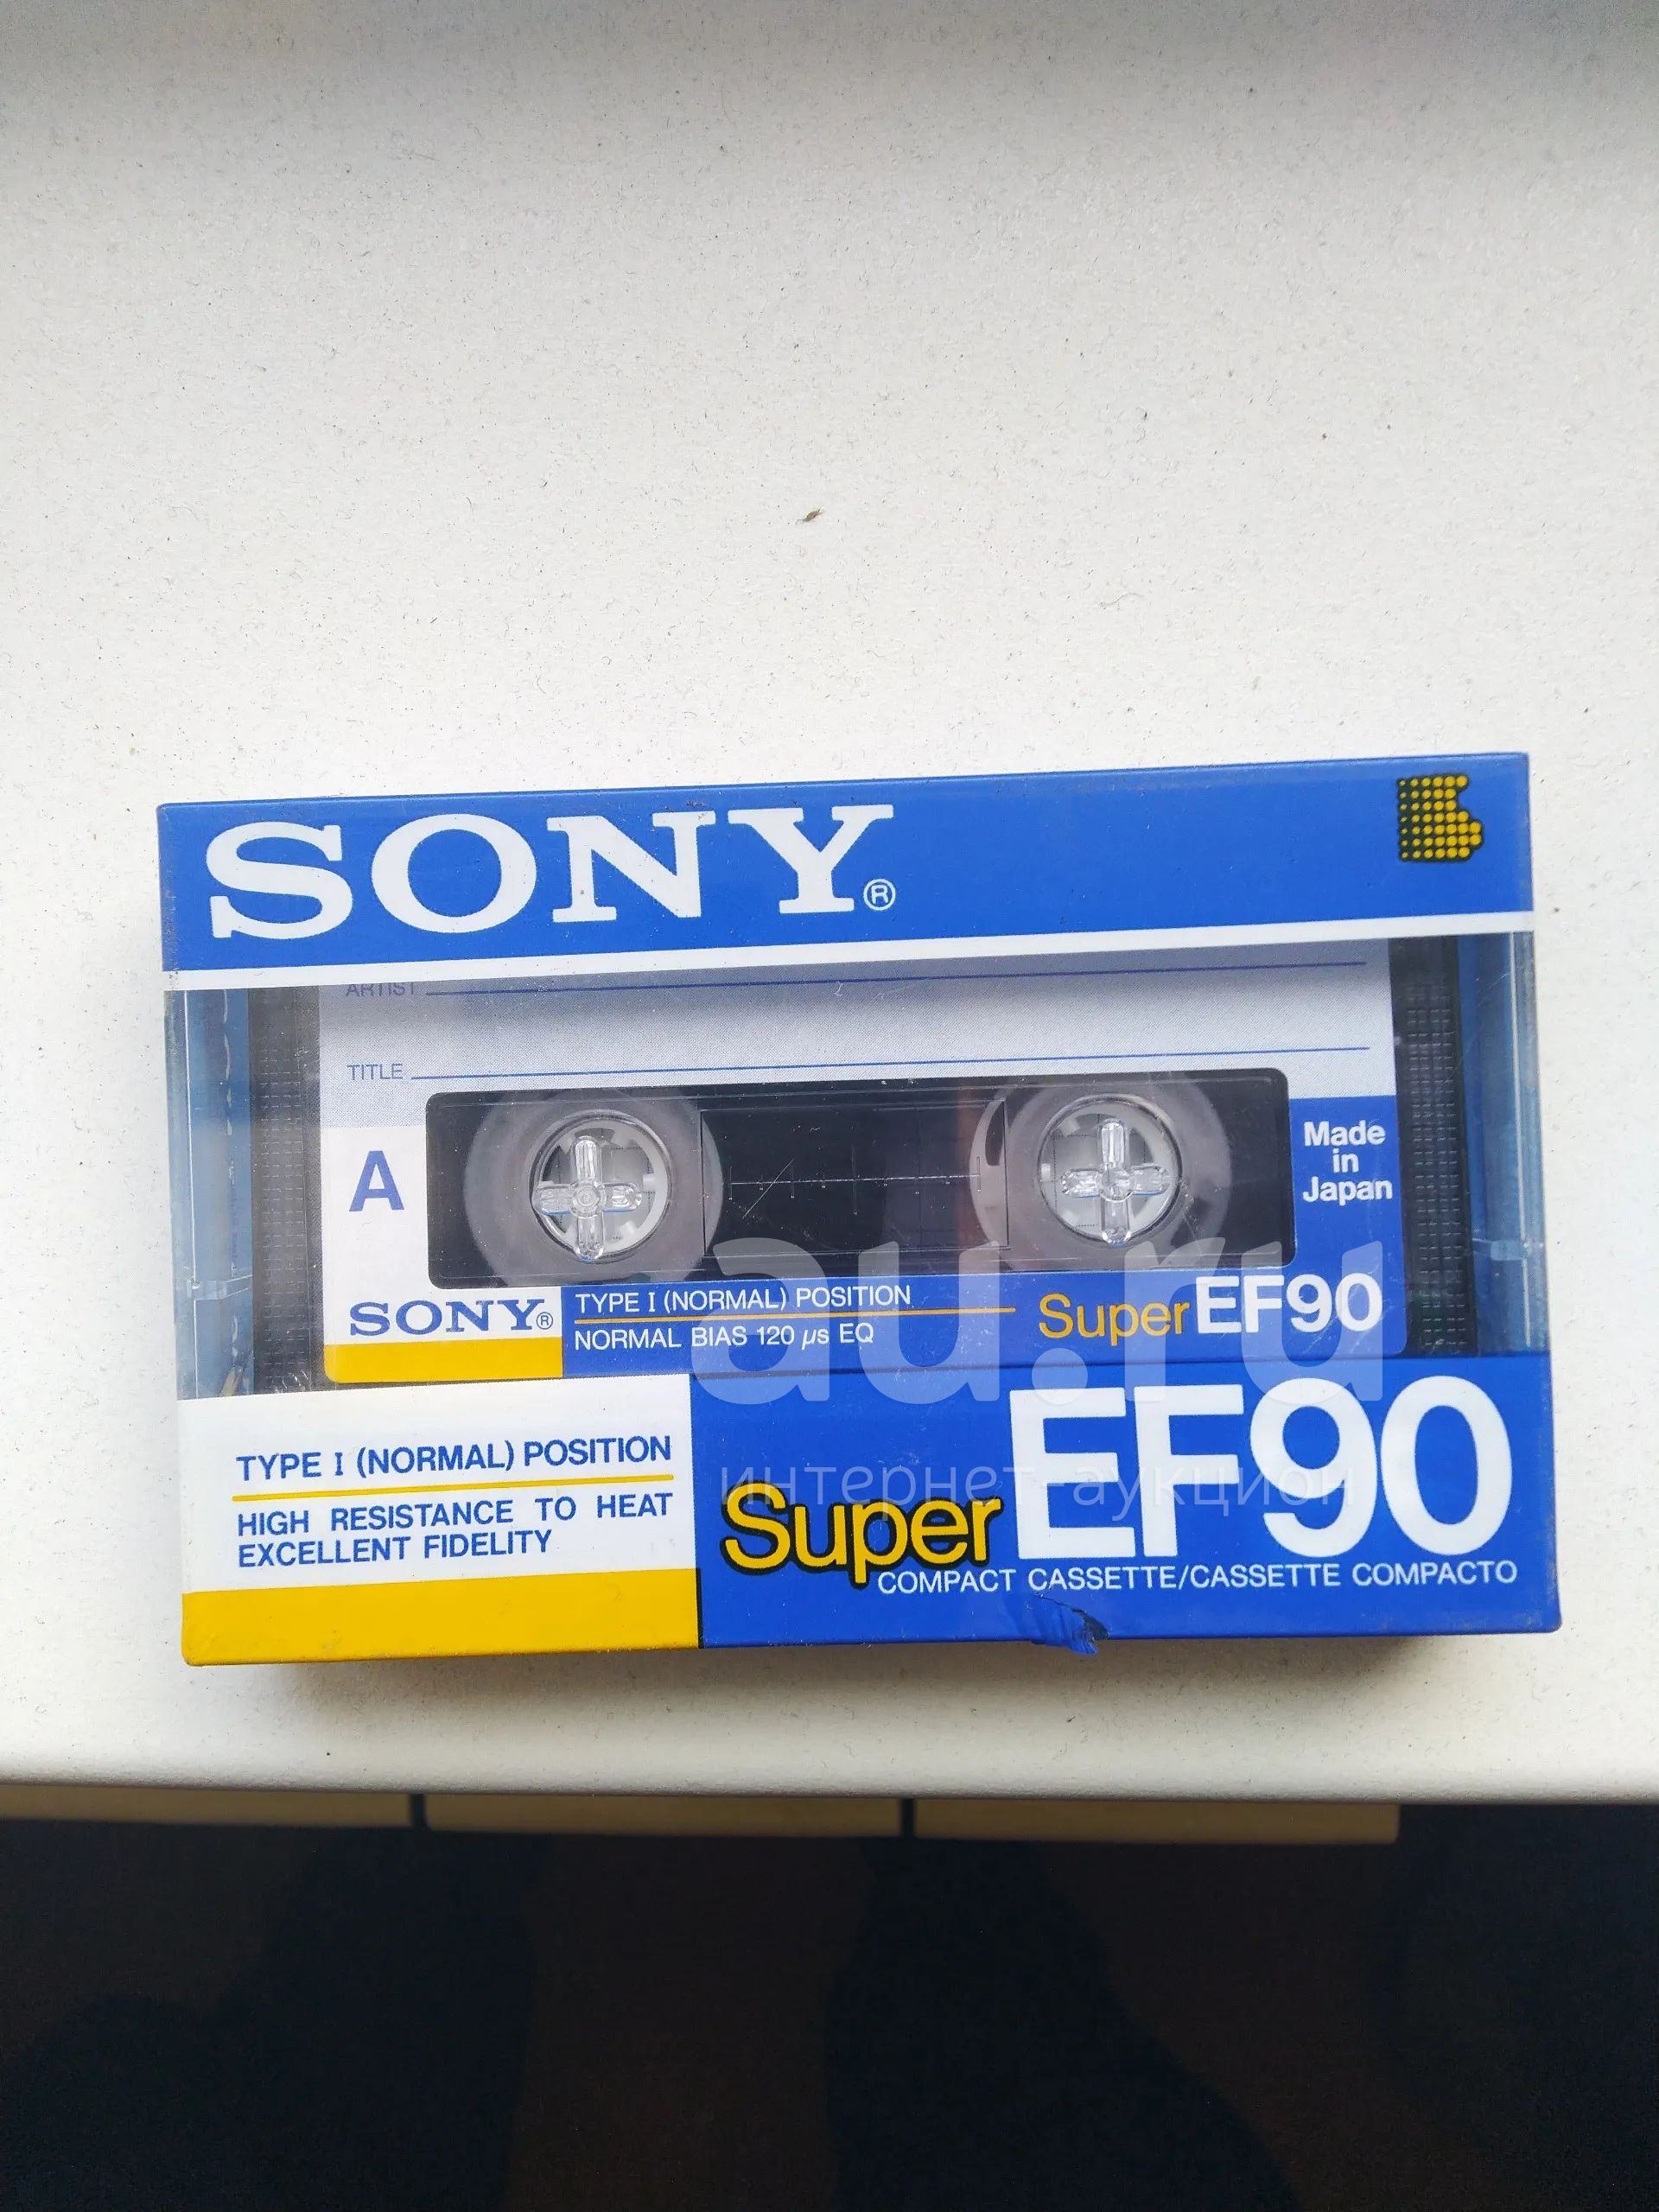 SONY®
ARTIST
TITLE
A
Made
in
Japan
SONY®
TYPE I (NORMAL) POSITION
NORMAL BIAS 120 µs EQ
Super EF90
au.ru
интернет-аукцион
TYPE I (NORMAL) POSITION
HIGH RESISTANCE TO HEAT
EXCELLENT FIDELITY
Super EF90
COMPACT CASSETTE/CASSETTE COMPACTO